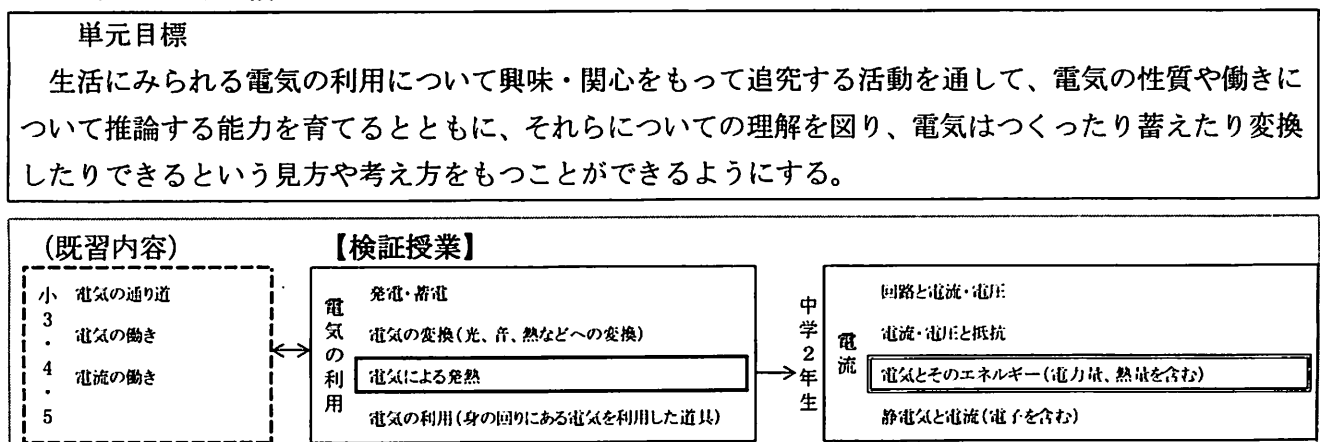 単元目標
生活にみられる電気の利用について興味・関心をもって追究する活動を通して、電気の性質や働きに
ついて推論する能力を育てるとともに、それらについての理解を図り、電気はつくったり蓄えたり変換
したりできるという見方や考え方をもつことができるようにする。
(既習内容)
小3・4・5
電気の通り道
電気の働き
電流の働き
【検証授業】
電気の利用
発電・蓄電
電気の変換(光、音、熱などへの変換)
電気による発熱
電気の利用(身の回りにある電気を利用した道具)
中学2年生
電流
回路と電流・電圧
電流・電圧と抵抗
電気とそのエネルギー(電力量、熱量を含む)
静電気と電流(電子を含む)